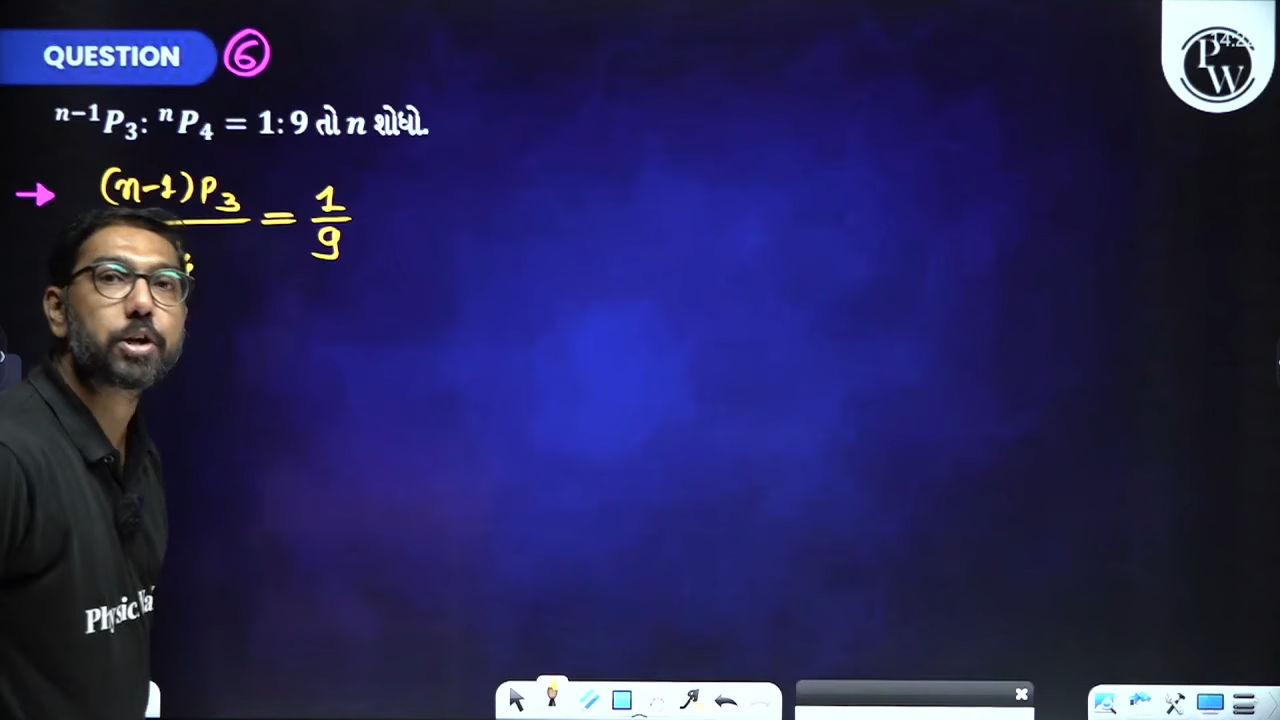 QUESTION 6
ⁿ⁻¹P₃: ⁿP₄ = 1: 9 તો n શોધો.
→ (n-1)P₃ = 1
9
PW
Physic